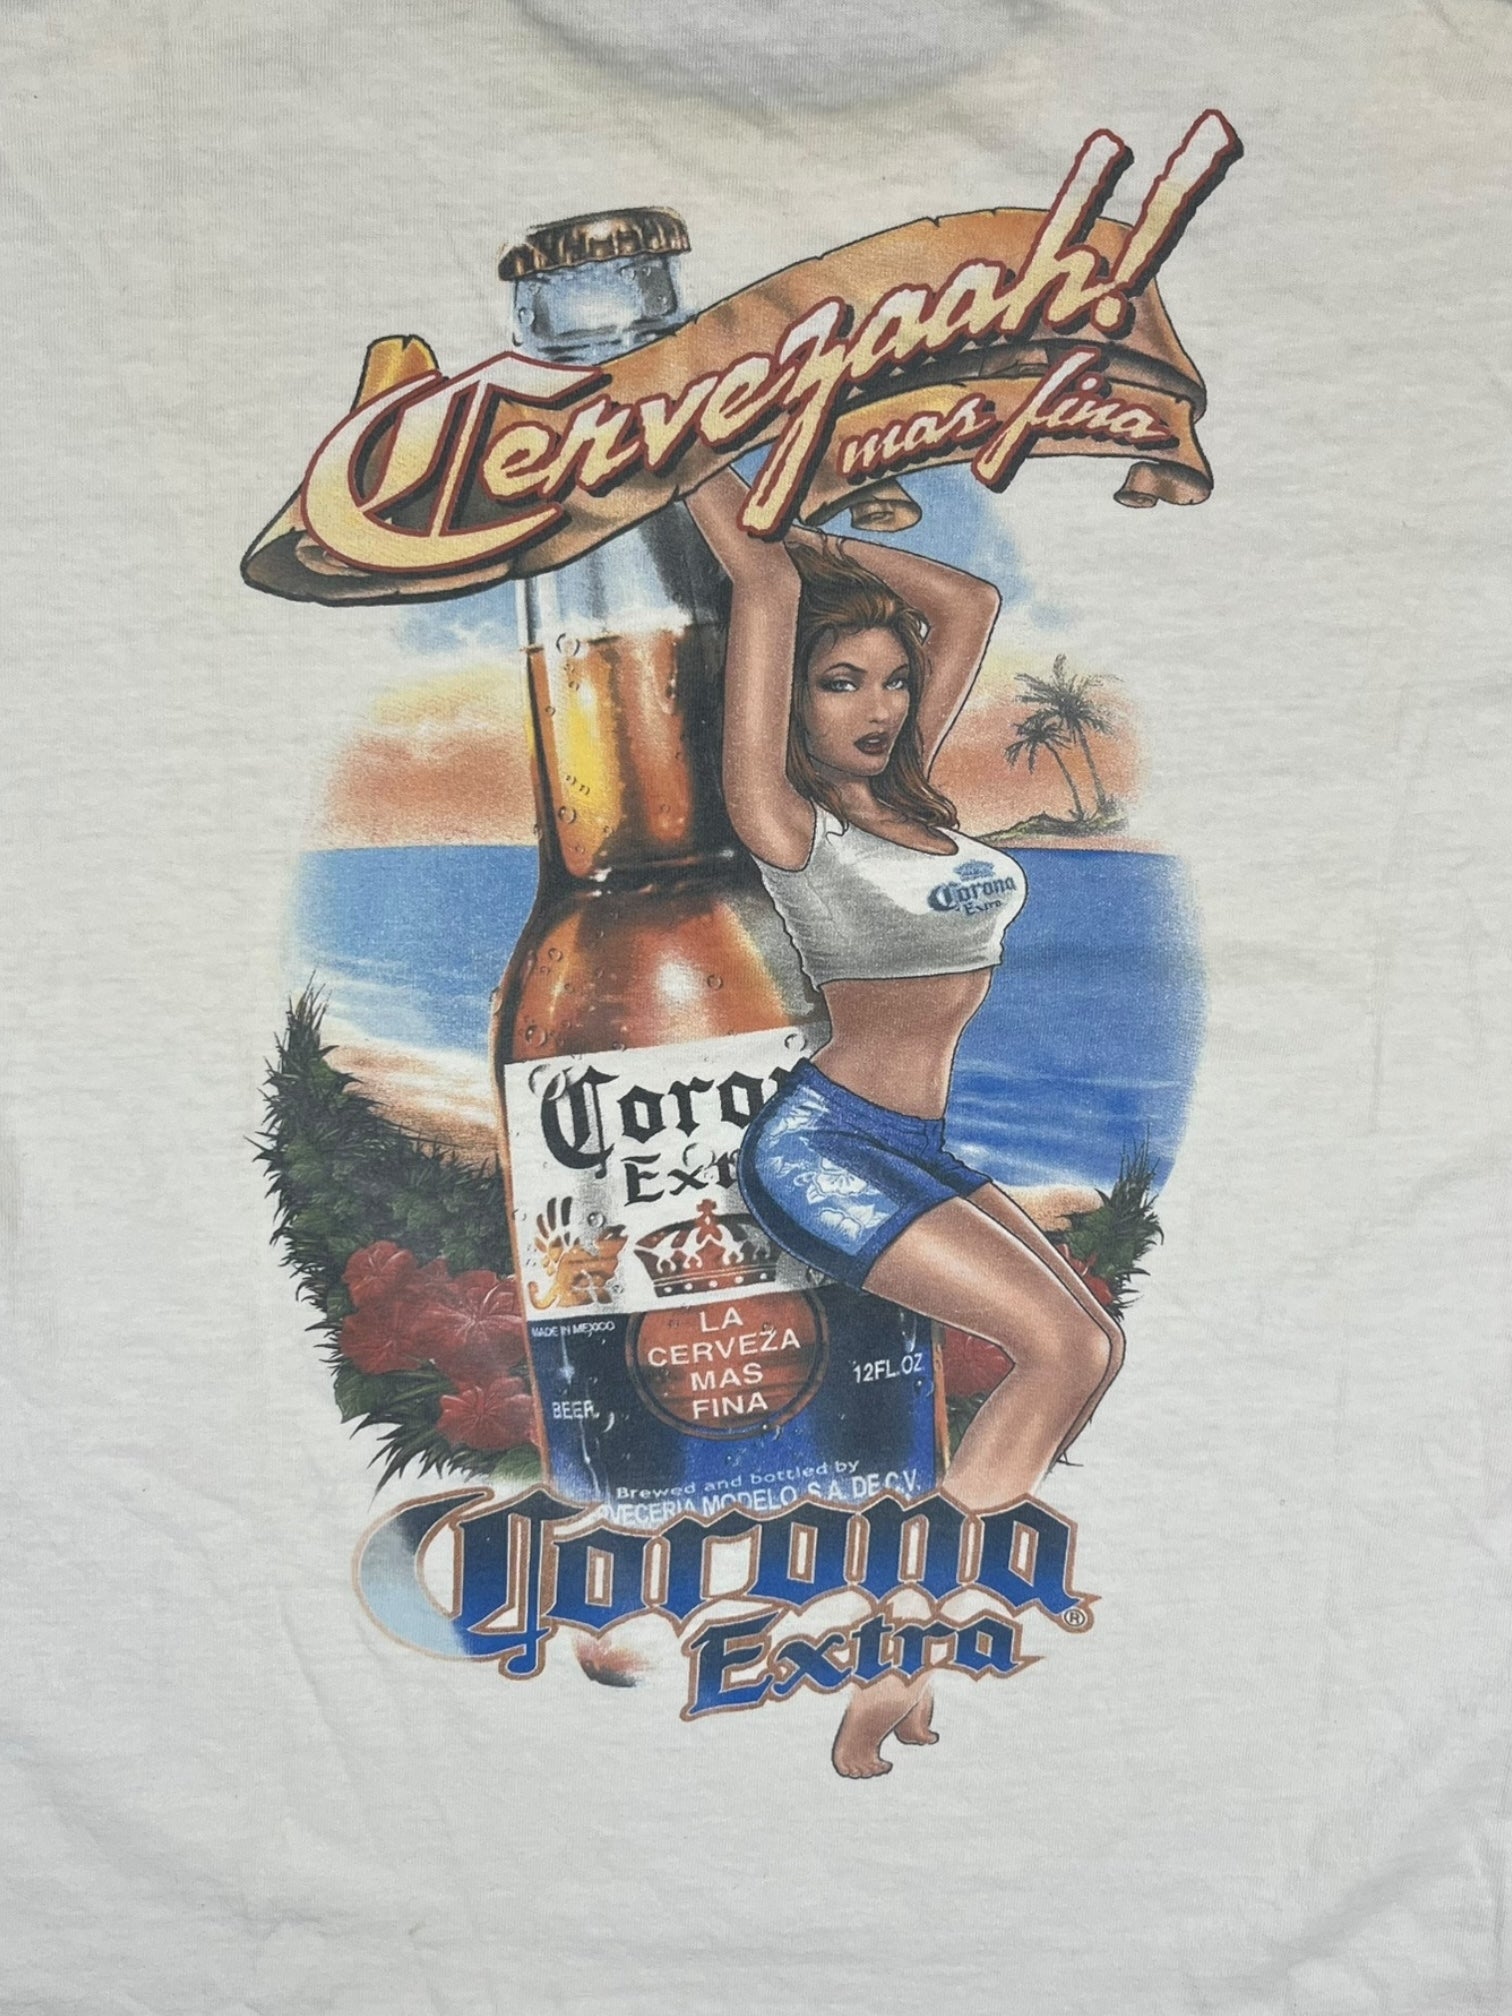 Cervezaah!
mas fina
Corona
Extra
Corona
Extra
MADE IN MEXICO
LA
CERVEZA
MAS
FINA
12FL.OZ
BEER
Brewed and bottled by
MODELO, S.A. DE C.V.
Corona
Extra®